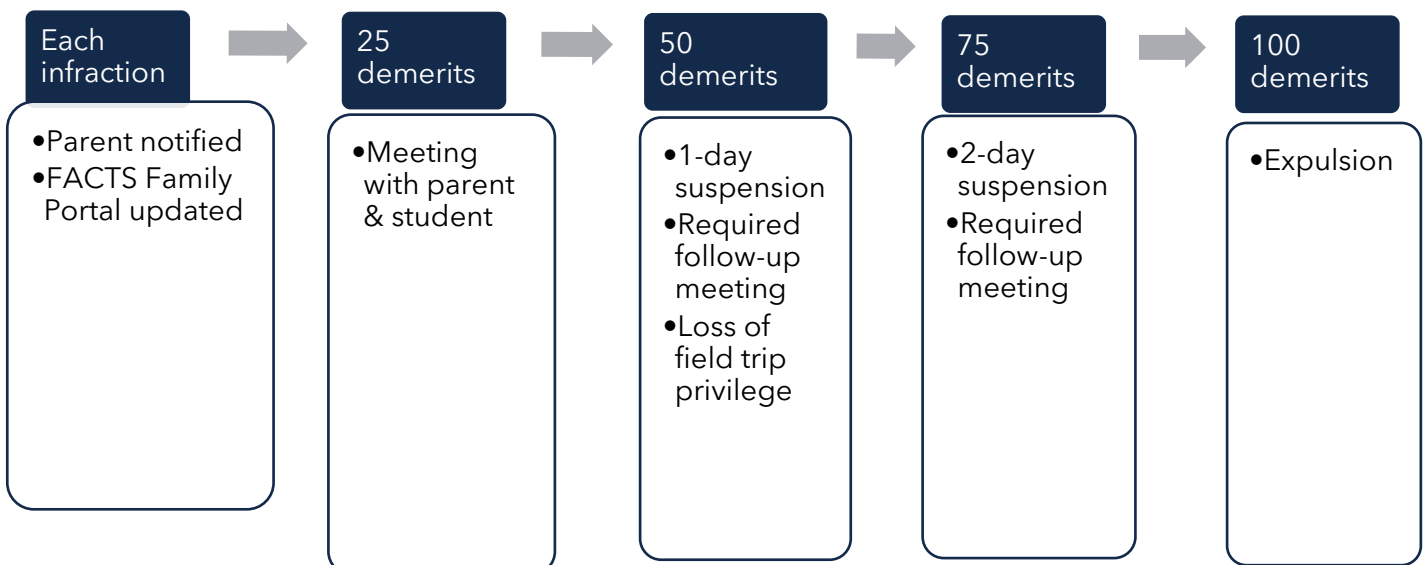 Each
infraction
•Parent notified
•FACTS Family
Portal updated
25
demerits
•Meeting
with parent
& student
50
demerits
•1-day
suspension
•Required
follow-up
meeting
•Loss of
field trip
privilege
75
demerits
•2-day
suspension
•Required
follow-up
meeting
100
demerits
•Expulsion